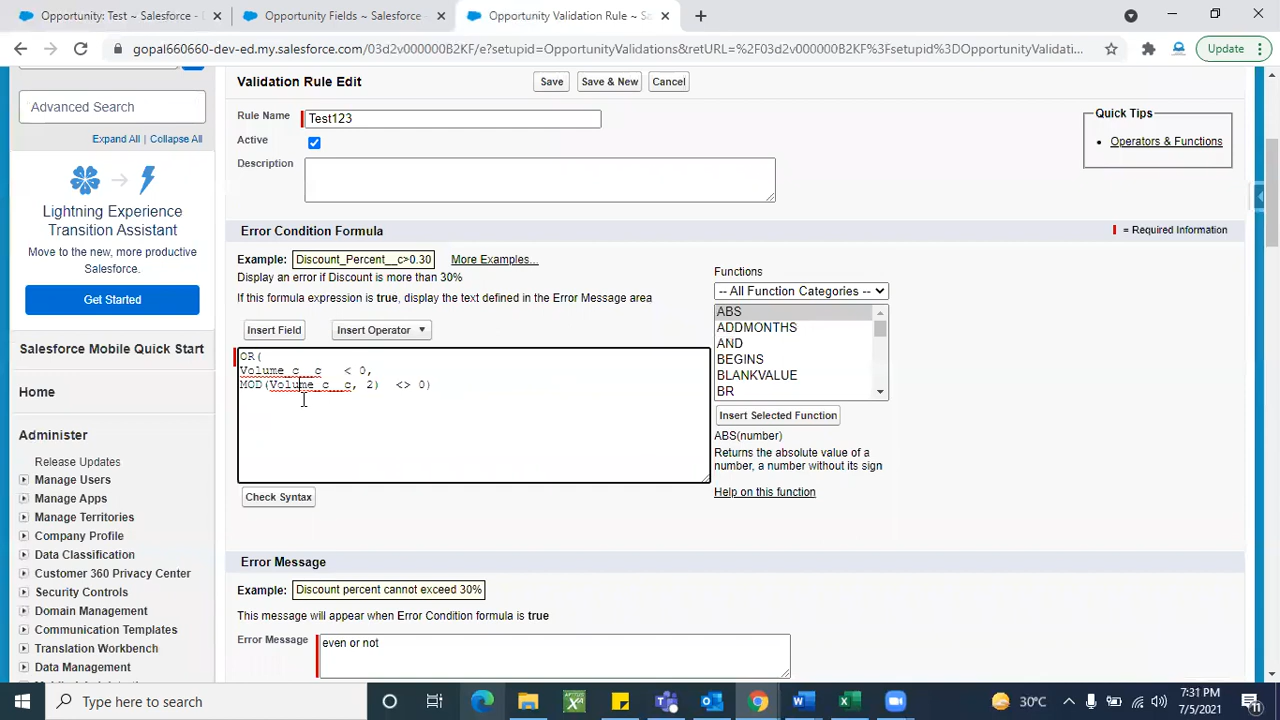 Opportunity: Test ~ Salesforce -
Opportunity Fields ~ Salesforce -
Opportunity Validation Rule ~ Sa
gopal660660-dev-ed.my.salesforce.com/03d2v000000B2KF/e?setupid=OpportunityValidations&retURL=%2F03d2v000000B2KF%3Fsetupid%3DOpportunityValidati...
Update
Advanced Search
Expand All | Collapse All
Lightning Experience
Transition Assistant
Move to the new, more productive
Salesforce.
Get Started
Salesforce Mobile Quick Start
Home
Administer
Release Updates
Manage Users
Manage Apps
Manage Territories
Company Profile
Data Classification
Customer 360 Privacy Center
Security Controls
Domain Management
Communication Templates
Translation Workbench
Data Management
Validation Rule Edit
Save
Save & New
Cancel
Rule Name
Test123
Active
Description
Quick Tips
• Operators & Functions
Error Condition Formula
= Required Information
Example: Discount_Percent__c>0.30 More Examples...
Display an error if Discount is more than 30%
If this formula expression is true, display the text defined in the Error Message area
Insert Field
Insert Operator
OR(
Volume_c__c < 0,
MOD(Volume_c__c, 2) <> 0)
Check Syntax
Functions
-- All Function Categories --
ABS
ADDMONTHS
AND
BEGINS
BLANKVALUE
BR
Insert Selected Function
ABS(number)
Returns the absolute value of a
number, a number without its sign
Help on this function
Error Message
Example: Discount percent cannot exceed 30%
This message will appear when Error Condition formula is true
Error Message
even or not
Type here to search
30°C
7:31 PM
7/5/2021
11